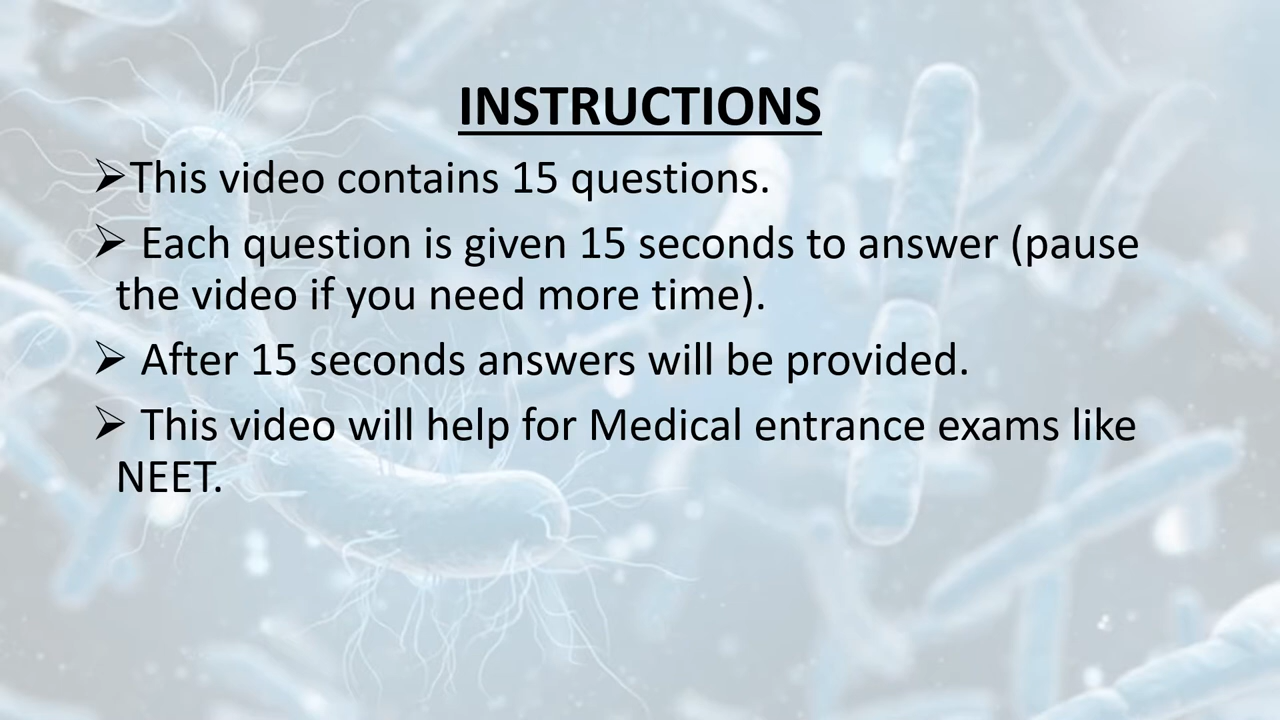 INSTRUCTIONS
➢This video contains 15 questions.
➢ Each question is given 15 seconds to answer (pause
the video if you need more time).
➢ After 15 seconds answers will be provided.
➢ This video will help for Medical entrance exams like
NEET.